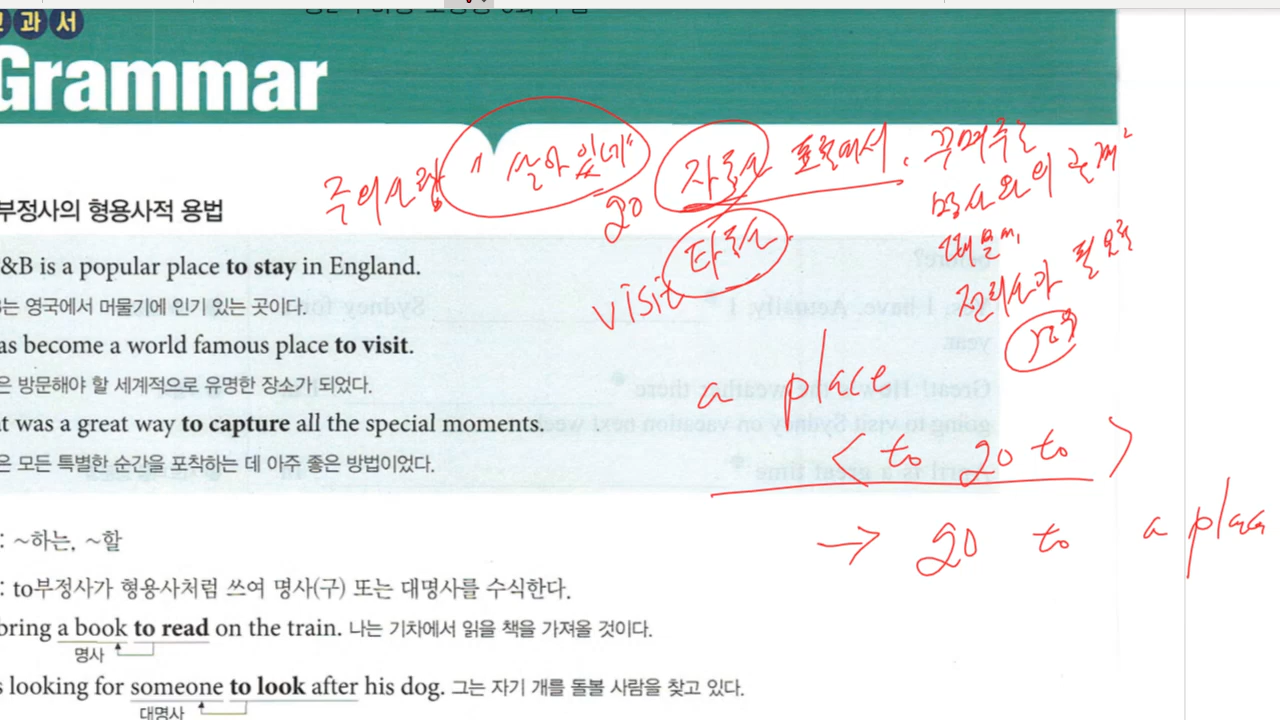 과 서
Grammar
주의사항 "살아있네" 자동사
go
타동사
visit
꾸며주는
명사와의 관계
때문에
전치사가 필요
a place
< to go to >
→ go to a place
부정사의 형용사적 용법
&B is a popular place to stay in England.
는 영국에서 머물기에 인기 있는 곳이다.
as become a world famous place to visit.
은 방문해야 할 세계적으로 유명한 장소가 되었다.
t was a great way to capture all the special moments.
은 모든 특별한 순간을 포착하는 데 아주 좋은 방법이었다.
: ~하는, ~할
: to부정사가 형용사처럼 쓰여 명사(구) 또는 대명사를 수식한다.
bring a book to read on the train. 나는 기차에서 읽을 책을 가져올 것이다.
명사
s looking for someone to look after his dog. 그는 자기 개를 돌볼 사람을 찾고 있다.
대명사